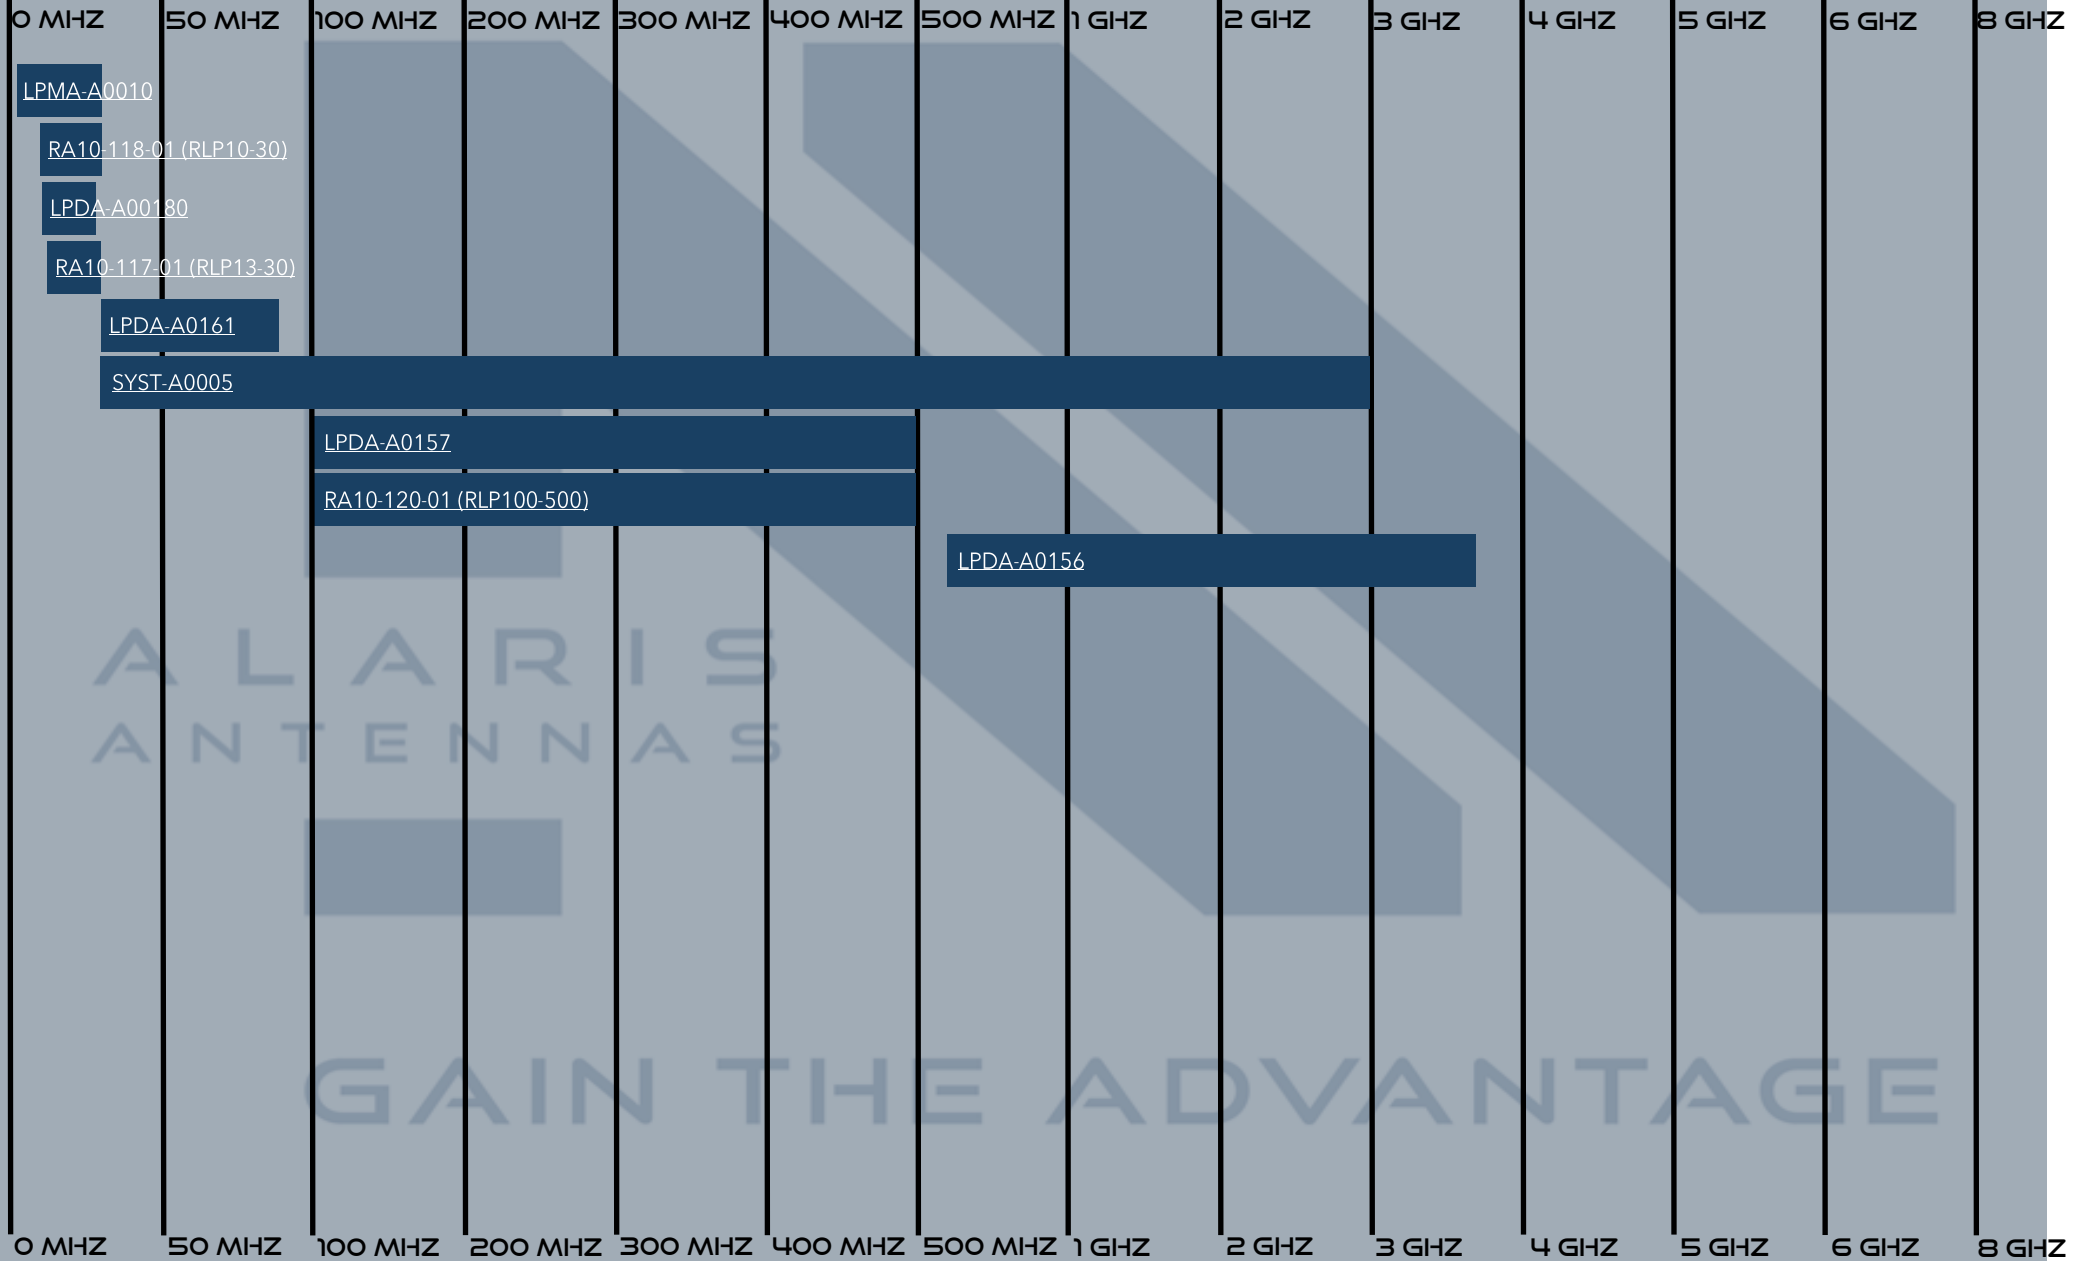 0 MHZ 50 MHZ 100 MHZ 200 MHZ 300 MHZ 400 MHZ 500 MHZ 1 GHZ 2 GHZ 3 GHZ 4 GHZ 5 GHZ 6 GHZ 8 GHZ
LPMA-A0010
RA10-118-01 (RLP10-30)
LPDA-A00180
RA10-117-01 (RLP13-30)
LPDA-A0161
SYST-A0005
LPDA-A0157
RA10-120-01 (RLP100-500)
LPDA-A0156
ALARIS
ANTENNAS
GAIN THE ADVANTAGE
0 MHZ 50 MHZ 100 MHZ 200 MHZ 300 MHZ 400 MHZ 500 MHZ 1 GHZ 2 GHZ 3 GHZ 4 GHZ 5 GHZ 6 GHZ 8 GHZ